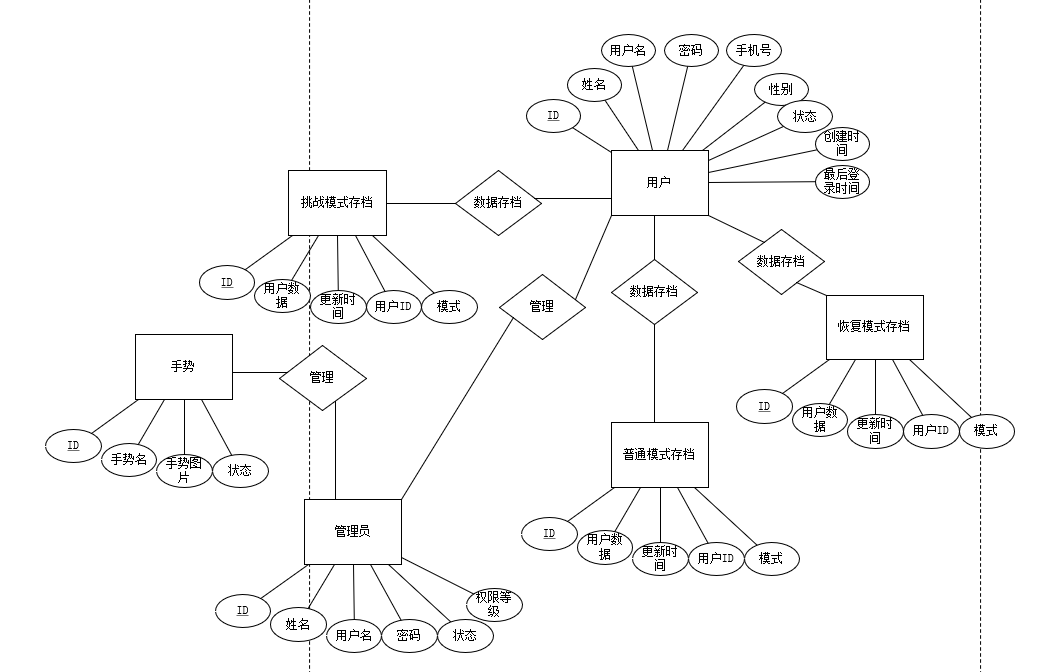 用户名
密码
手机号
姓名
性别
ID
状态
创建时
间
最后登
录时间
用户
挑战模式存档
数据存档
ID
用户数
据
更新时
间
用户ID
模式
管理
数据存档
数据存档
恢复模式存档
手势
管理
ID
用户数
据
更新时
间
用户ID
模式
ID
手势名
手势图
片
状态
普通模式存档
管理员
ID
用户数
据
更新时
间
用户ID
模式
ID
姓名
用户名
密码
状态
权限等
级